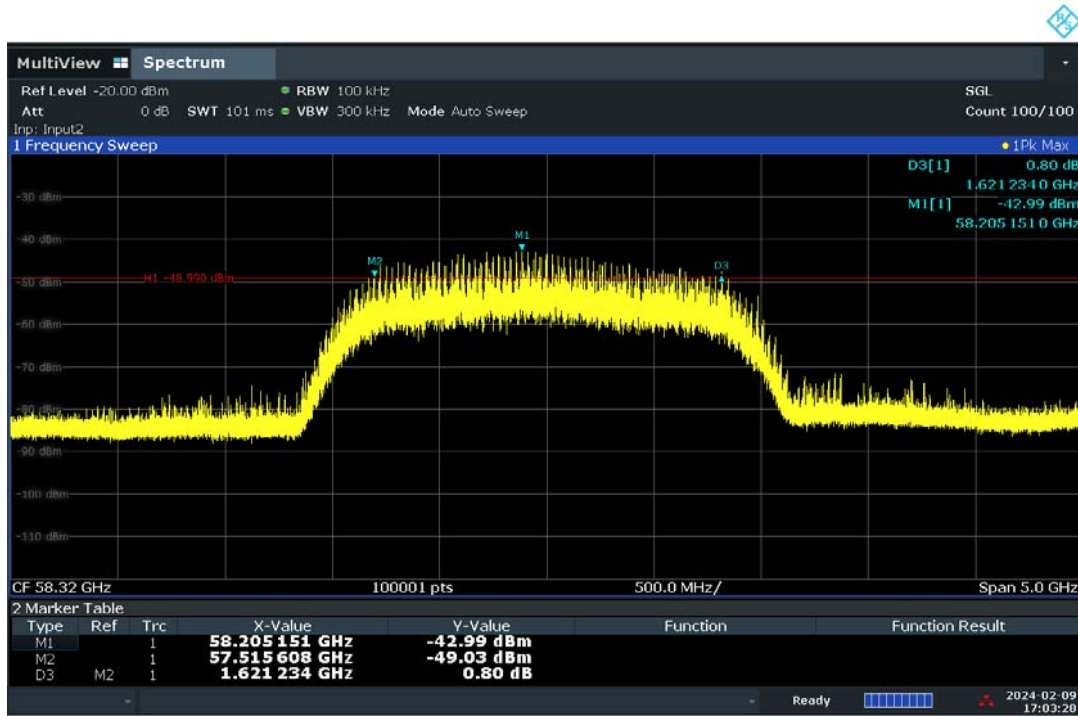 R&S
MultiView Spectrum
Ref Level -20.00 dBm RBW 100 kHz SGL
Att 0 dB SWT 101 ms VBW 300 kHz Mode Auto Sweep Count 100/100
Inp: Input2
1 Frequency Sweep 1Pk Max
D3[1] 0.80 dB
1.621 234 0 GHz
-30 dBm
M1[1] -42.99 dBm
58.205 151 0 GHz
M1
-40 dBm
M2
D3
H1 -48.990 dBm
-50 dBm
-60 dBm
-70 dBm
-80 dBm
-90 dBm
-100 dBm
-110 dBm
CF 58.32 GHz 100001 pts 500.0 MHz/ Span 5.0 GHz
2 Marker Table
Type Ref Trc X-Value Y-Value Function Function Result
M1 1 58.205 151 GHz -42.99 dBm
M2 1 57.515 608 GHz -49.03 dBm
D3 M2 1 1.621 234 GHz 0.80 dB
Ready 2024-02-09
17:03:28